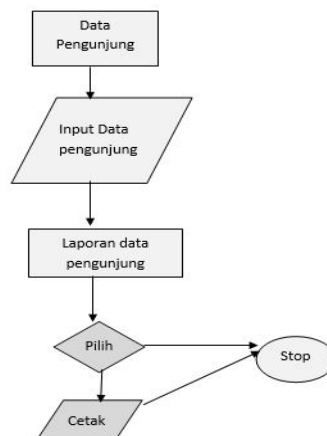 Data
Pengunjung
Input Data
pengunjung
Laporan data
pengunjung
Pilih
Stop
Cetak